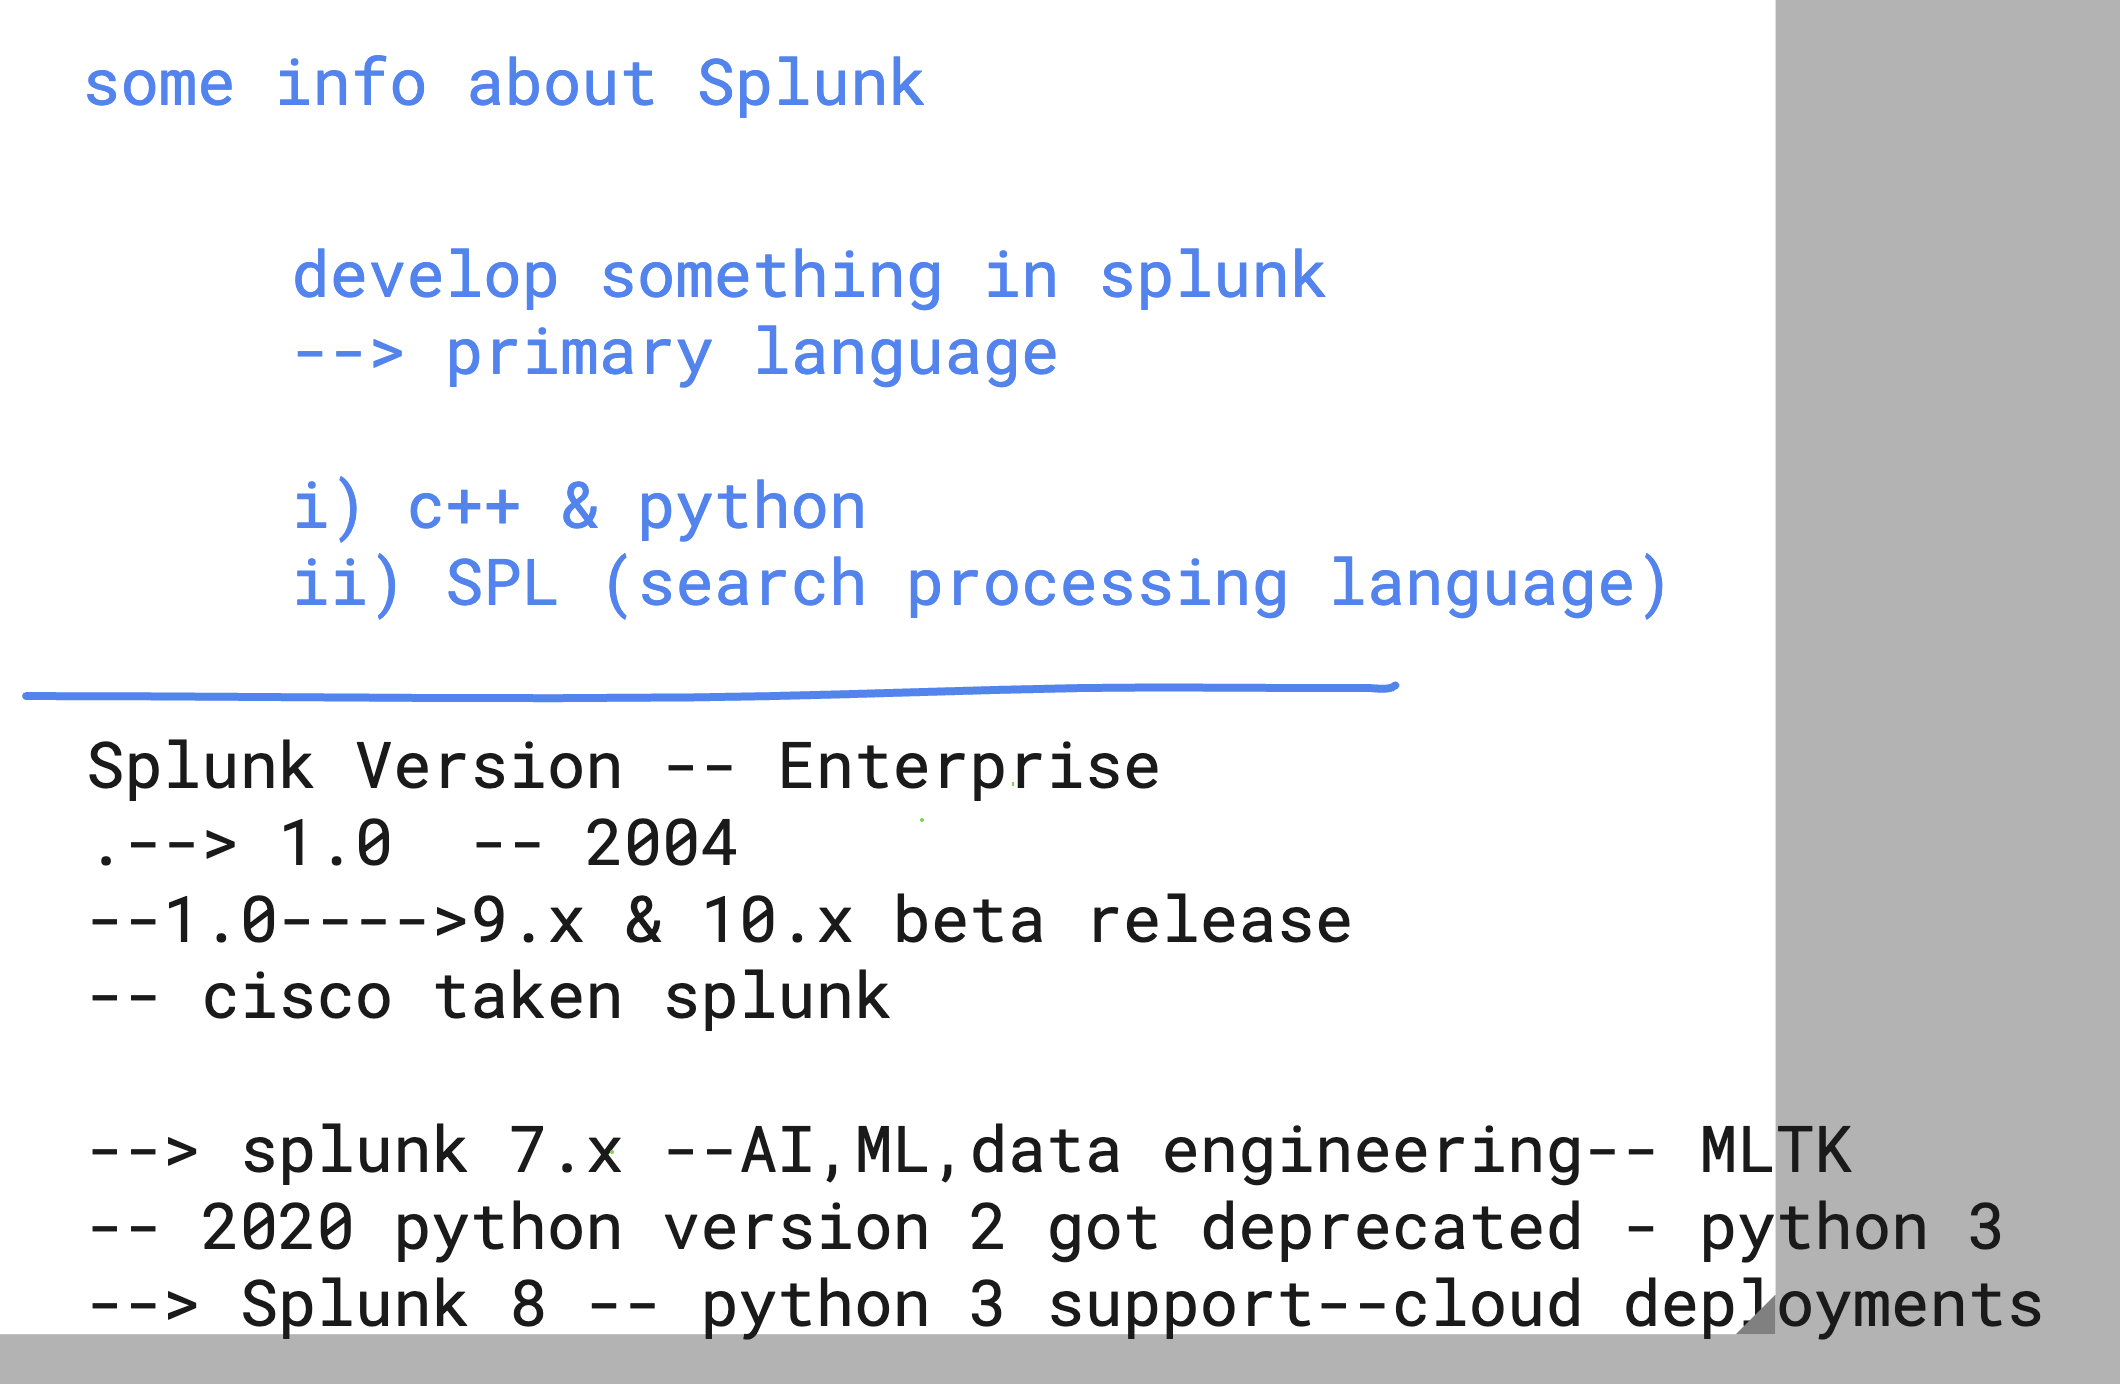 some info about Splunk
develop something in splunk
--> primary language
i) c++ & python
ii) SPL (search processing language)
Splunk Version -- Enterprise
.--> 1.0  -- 2004
--1.0---->9.x & 10.x beta release
-- cisco taken splunk
--> splunk 7.x --AI,ML,data engineering-- MLTK
-- 2020 python version 2 got deprecated - python 3
--> Splunk 8 -- python 3 support--cloud deployments